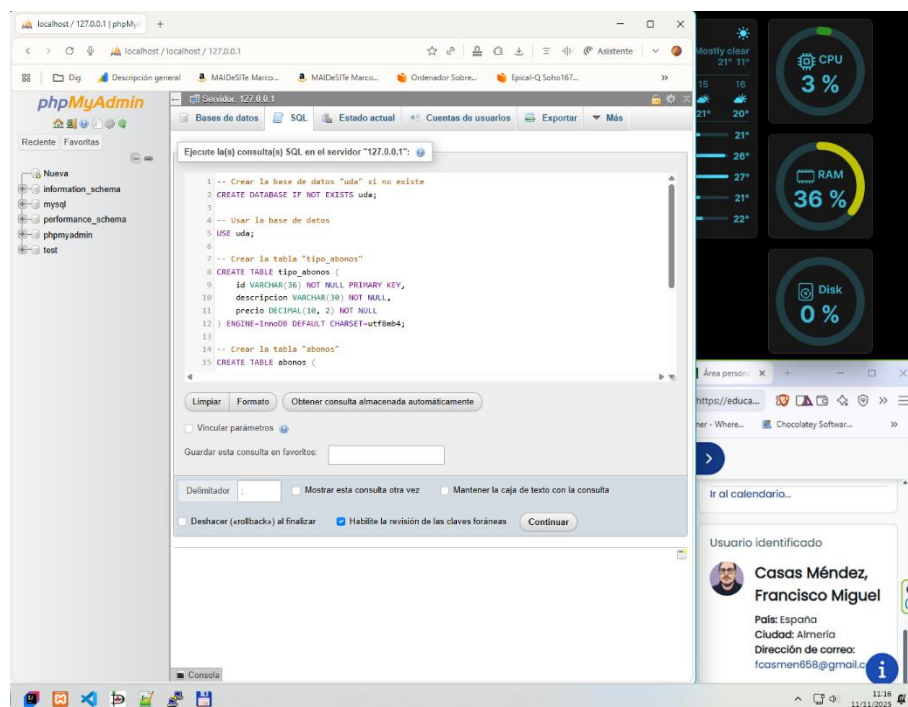 localhost / 127.0.0.1 | phpMy
localhost / localhost / 127.0.0.1
Asistente
Dig
Descripción general
MAIDeSITe Marco...
MAIDeSITe Marco...
Ordenador Sobre...
Epical-Q Soho167...
phpMyAdmin
Reciente
Favoritas
Nueva
information_schema
mysql
performance_schema
phpmyadmin
test
Servidor: 127.0.0.1
Bases de datos
SQL
Estado actual
Cuentas de usuarios
Exportar
Más
Ejecute la(s) consulta(s) SQL en el servidor "127.0.0.1":
1 -- Crear la base de datos "uda" si no existe
2 CREATE DATABASE IF NOT EXISTS uda;
3
4 -- Usar la base de datos
5 USE uda;
6
7 -- Crear la tabla "tipo_abonos"
8 CREATE TABLE tipo_abonos (
9 id VARCHAR(36) NOT NULL PRIMARY KEY,
10 descripcion VARCHAR(30) NOT NULL,
11 precio DECIMAL(10, 2) NOT NULL
12 ) ENGINE=InnoDB DEFAULT CHARSET=utf8mb4;
13
14 -- Crear la tabla "abonos"
15 CREATE TABLE abonos (
Limpiar
Formato
Obtener consulta almacenada automáticamente
Vincular parámetros
Guardar esta consulta en favoritos:
Delimitador ;
Mostrar esta consulta otra vez
Mantener la caja de texto con la consulta
Deshacer («rollback») al finalizar
Habilite la revisión de las claves foráneas
Continuar
Consola
Mostly clear
21° 11°
15 16
21° 20°
21°
26°
27°
21°
22°
CPU
3 %
RAM
36 %
Disk
0 %
Área person
https://educa...
ner - Where...
Chocolatey Softwar...
Ir al calendario...
Usuario identificado
Casas Méndez,
Francisco Miguel
País: España
Ciudad: Almería
Dirección de correo:
fcasmen658@gmail.c
11:16
11/11/2025